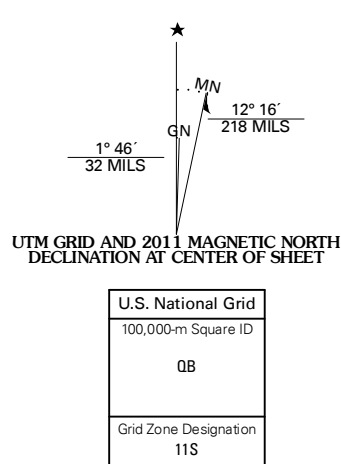 ★
MN
12° 16´
218 MILS
GN
1° 46´
32 MILS
UTM GRID AND 2011 MAGNETIC NORTH
DECLINATION AT CENTER OF SHEET
U.S. National Grid
100,000-m Square ID
QB
Grid Zone Designation
11S